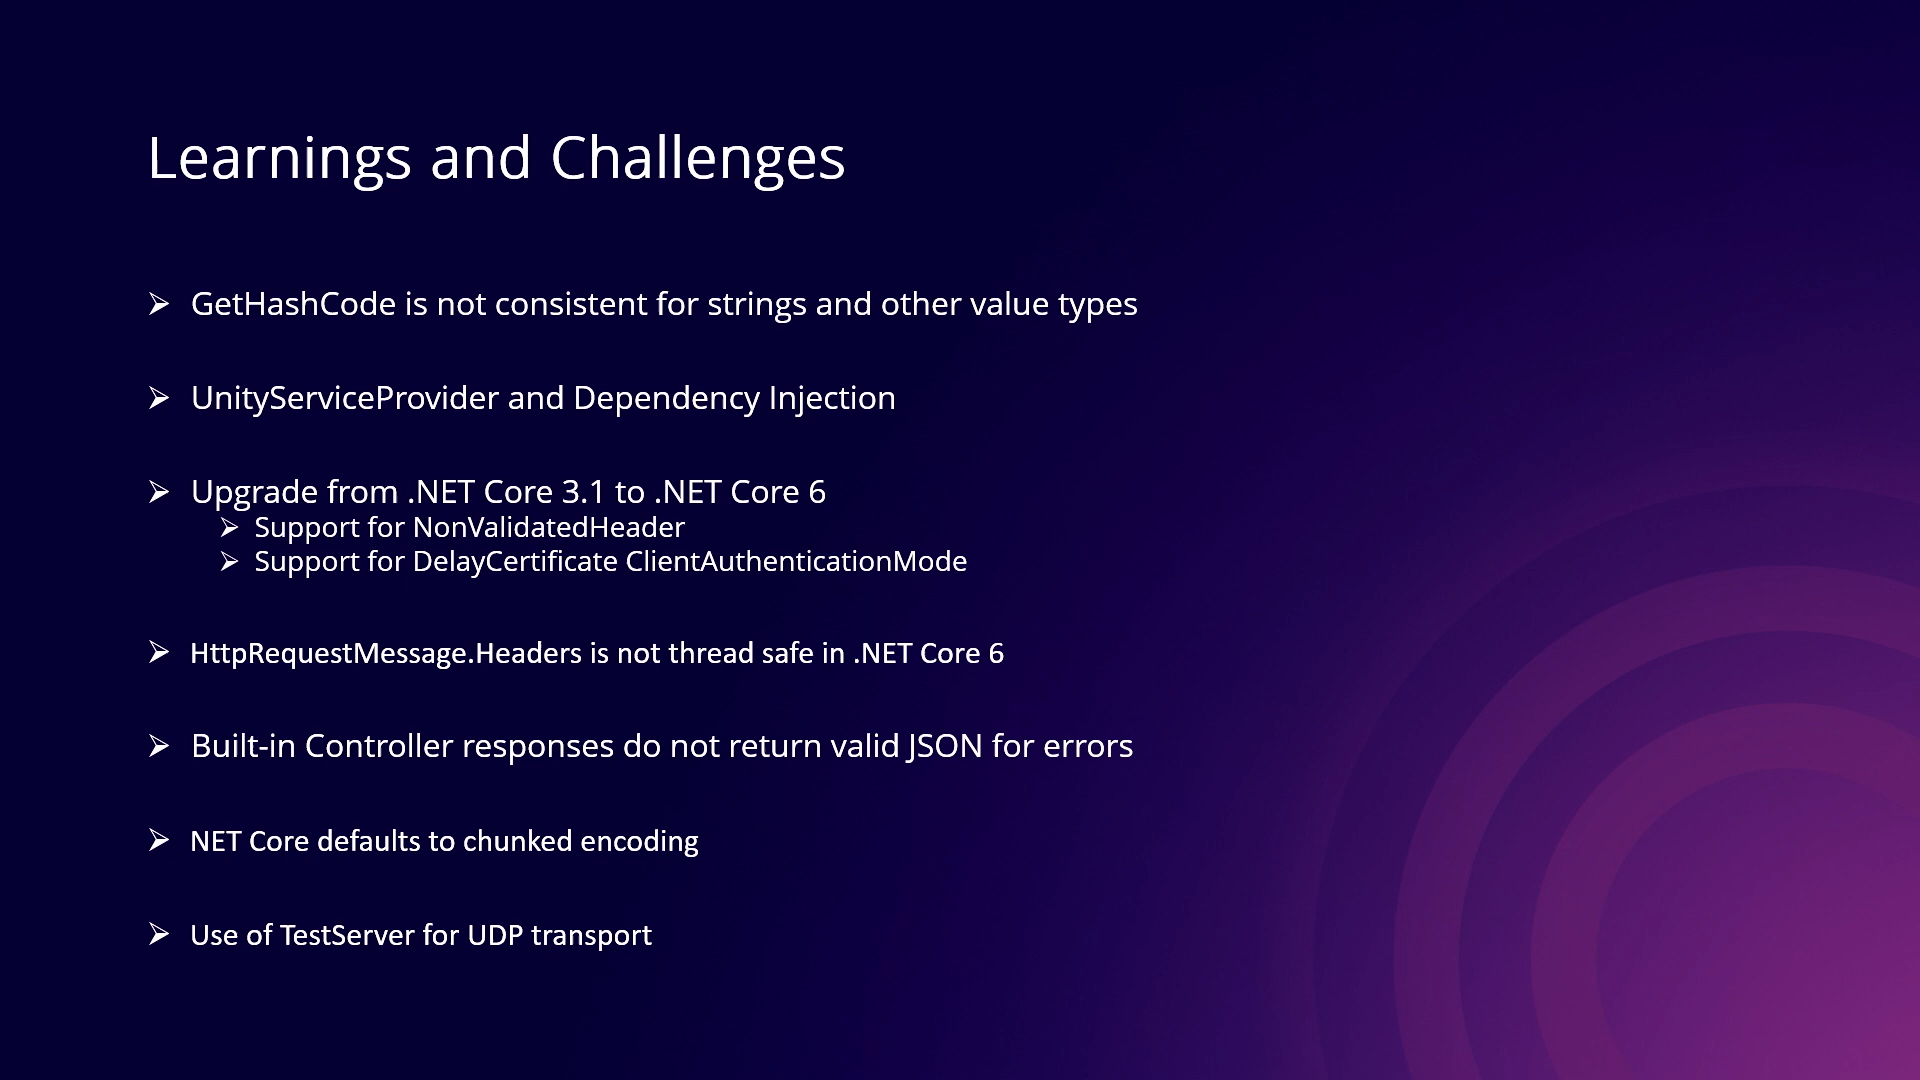 Learnings and Challenges
➢ GetHashCode is not consistent for strings and other value types
➢ UnityServiceProvider and Dependency Injection
➢ Upgrade from .NET Core 3.1 to .NET Core 6
➢ Support for NonValidatedHeader
➢ Support for DelayCertificate ClientAuthenticationMode
➢ HttpRequestMessage.Headers is not thread safe in .NET Core 6
➢ Built-in Controller responses do not return valid JSON for errors
➢ NET Core defaults to chunked encoding
➢ Use of TestServer for UDP transport